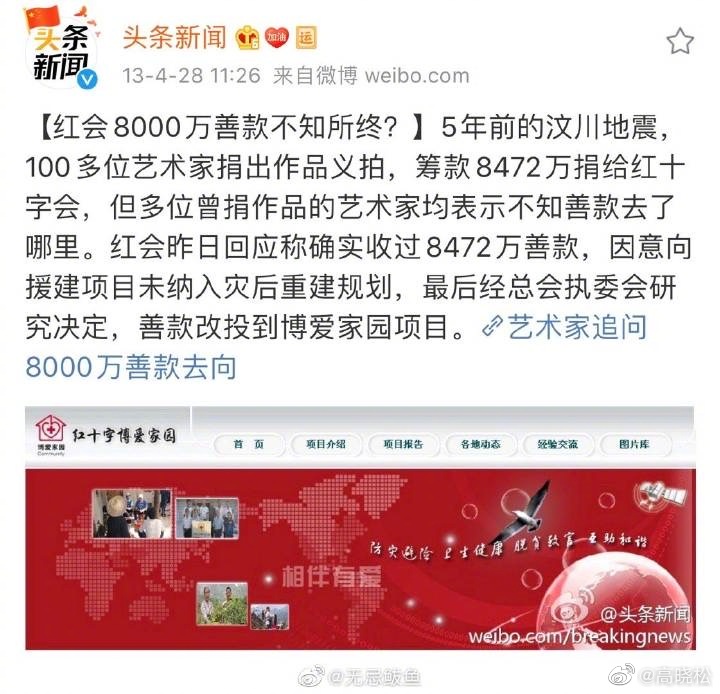 头条
新闻
头条新闻 加油 运
13-4-28 11:26 来自微博 weibo.com
【红会8000万善款不知所终？】5年前的汶川地震，
100多位艺术家捐出作品义拍，筹款8472万捐给红十
字会，但多位曾捐作品的艺术家均表示不知善款去了
哪里。红会昨日回应称确实收过8472万善款，因意向
援建项目未纳入灾后重建规划，最后经总会执委会研
究决定，善款改投到博爱家园项目。艺术家追问
8000万善款去向
博爱家园
Community
红十字博爱家园
首页 项目介绍 项目报告 各地动态 经验交流 图片库
防灾避险 卫生健康 脱贫致富 互助和谐
相伴有爱
@头条新闻
weibo.com/breakingnews
@无忌鲅鱼
@高晓松